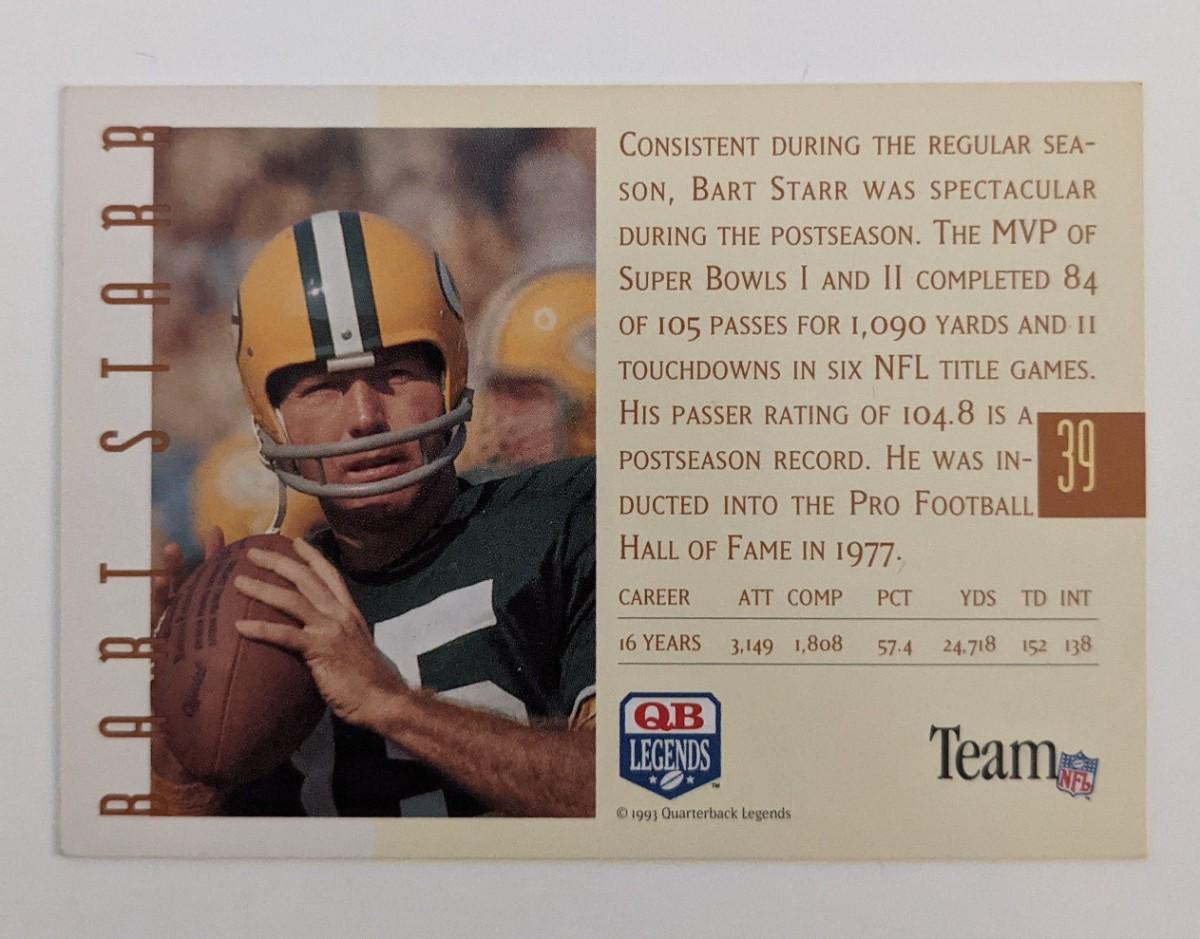 BART STARR
CONSISTENT DURING THE REGULAR SEA-
SON, BART STARR WAS SPECTACULAR
DURING THE POSTSEASON. THE MVP OF
SUPER BOWLS I AND II COMPLETED 84
OF 105 PASSES FOR 1,090 YARDS AND 11
TOUCHDOWNS IN SIX NFL TITLE GAMES.
HIS PASSER RATING OF 104.8 IS A
POSTSEASON RECORD. HE WAS IN-
DUCTED INTO THE PRO FOOTBALL
HALL OF FAME IN 1977.
39
CAREER ATT COMP PCT YDS TD INT
16 YEARS 3,149 1,808 57.4 24,718 152 138
QB
LEGENDS
TM
Team NFL
© 1993 Quarterback Legends